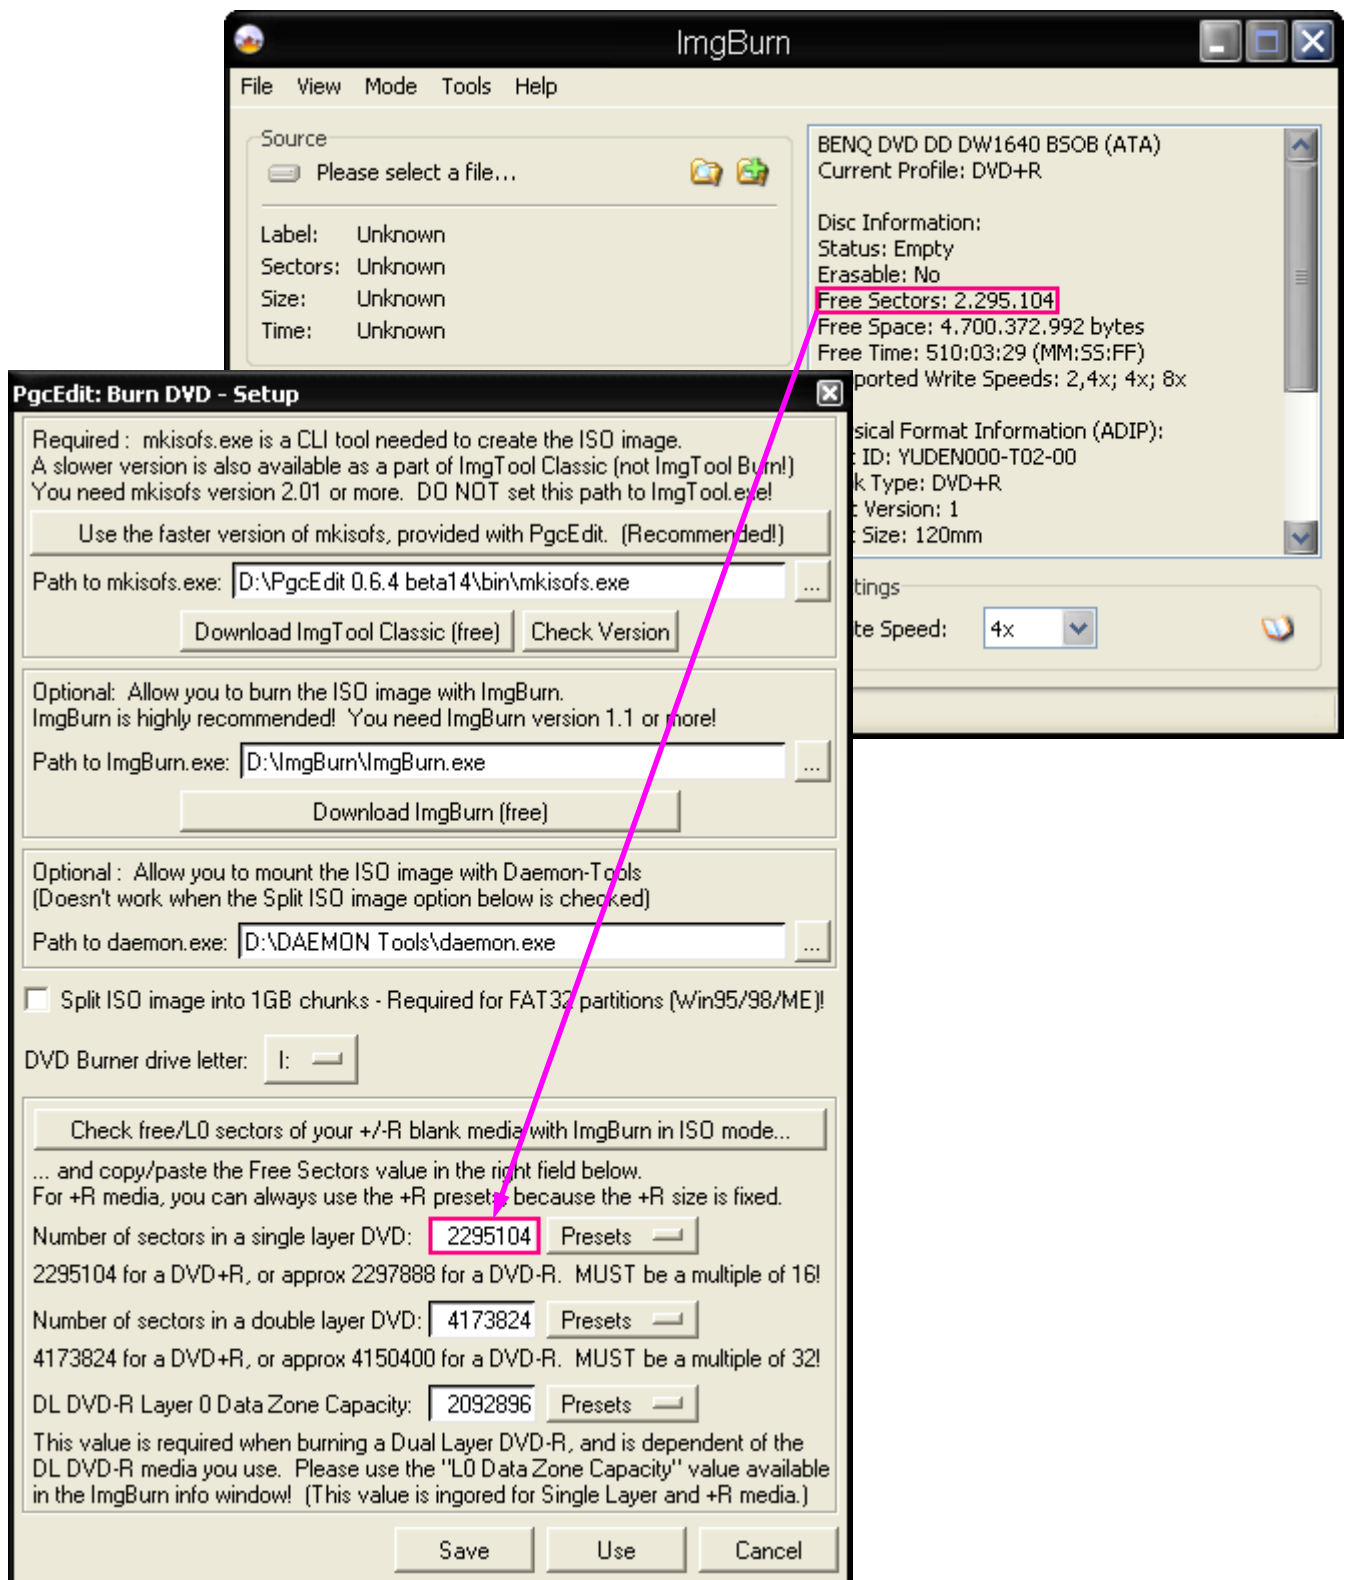 ImgBurn
File View Mode Tools Help
Source
Please select a file...
Label: Unknown
Sectors: Unknown
Size: Unknown
Time: Unknown
BENQ DVD DD DW1640 BSOB (ATA)
Current Profile: DVD+R
Disc Information:
Status: Empty
Erasable: No
Free Sectors: 2.295.104
Free Space: 4.700.372.992 bytes
Free Time: 510:03:29 (MM:SS:FF)
ported Write Speeds: 2,4x; 4x; 8x
sical Format Information (ADIP):
ID: YUDEN000-T02-00
k Type: DVD+R
Version: 1
Size: 120mm
tings
te Speed: 4x
PgcEdit: Burn DVD - Setup
Required : mkisofs.exe is a CLI tool needed to create the ISO image.
A slower version is also available as a part of ImgTool Classic (not ImgTool Burn!)
You need mkisofs version 2.01 or more. DO NOT set this path to ImgTool.exe!
Use the faster version of mkisofs, provided with PgcEdit. (Recommended!)
Path to mkisofs.exe: D:\PgcEdit 0.6.4 beta14\bin\mkisofs.exe ...
Download ImgTool Classic (free) Check Version
Optional: Allow you to burn the ISO image with ImgBurn.
ImgBurn is highly recommended! You need ImgBurn version 1.1 or more!
Path to ImgBurn.exe: D:\ImgBurn\ImgBurn.exe ...
Download ImgBurn (free)
Optional : Allow you to mount the ISO image with Daemon-Tools
(Doesn't work when the Split ISO image option below is checked)
Path to daemon.exe: D:\DAEMON Tools\daemon.exe ...
Split ISO image into 1GB chunks - Required for FAT32 partitions (Win95/98/ME)!
DVD Burner drive letter: I:
Check free/L0 sectors of your +/-R blank media with ImgBurn in ISO mode...
... and copy/paste the Free Sectors value in the right field below.
For +R media, you can always use the +R presets, because the +R size is fixed.
Number of sectors in a single layer DVD: 2295104 Presets
2295104 for a DVD+R, or approx 2297888 for a DVD-R. MUST be a multiple of 16!
Number of sectors in a double layer DVD: 4173824 Presets
4173824 for a DVD+R, or approx 4150400 for a DVD-R. MUST be a multiple of 32!
DL DVD-R Layer 0 Data Zone Capacity: 2092896 Presets
This value is required when burning a Dual Layer DVD-R, and is dependent of the
DL DVD-R media you use. Please use the "L0 Data Zone Capacity" value available
in the ImgBurn info window! (This value is ingored for Single Layer and +R media.)
Save Use Cancel